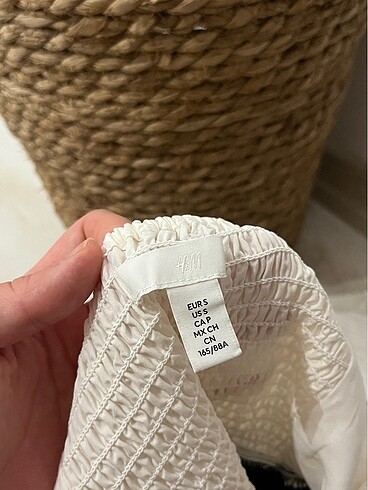 H&M
EUR S
US S
CA P
MX CH
CN
165/88A